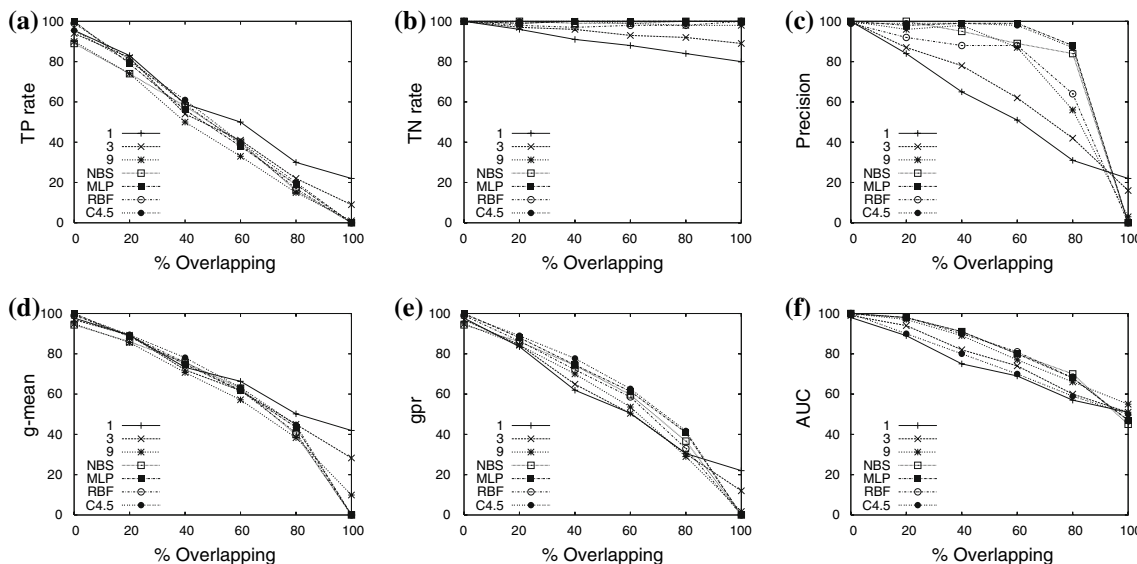 (a)
TP rate
100
80
60
40
20
0
1
3
9
NBS
MLP
RBF
C4.5
0 20 40 60 80 100
% Overlapping
(b)
TN rate
100
80
60
40
20
0
1
3
9
NBS
MLP
RBF
C4.5
0 20 40 60 80 100
% Overlapping
(c)
Precision
100
80
60
40
20
0
1
3
9
NBS
MLP
RBF
C4.5
0 20 40 60 80 100
% Overlapping
(d)
g-mean
100
80
60
40
20
0
1
3
9
NBS
MLP
RBF
C4.5
0 20 40 60 80 100
% Overlapping
(e)
gpr
100
80
60
40
20
0
1
3
9
NBS
MLP
RBF
C4.5
0 20 40 60 80 100
% Overlapping
(f)
AUC
100
80
60
40
20
0
1
3
9
NBS
MLP
RBF
C4.5
0 20 40 60 80 100
% Overlapping